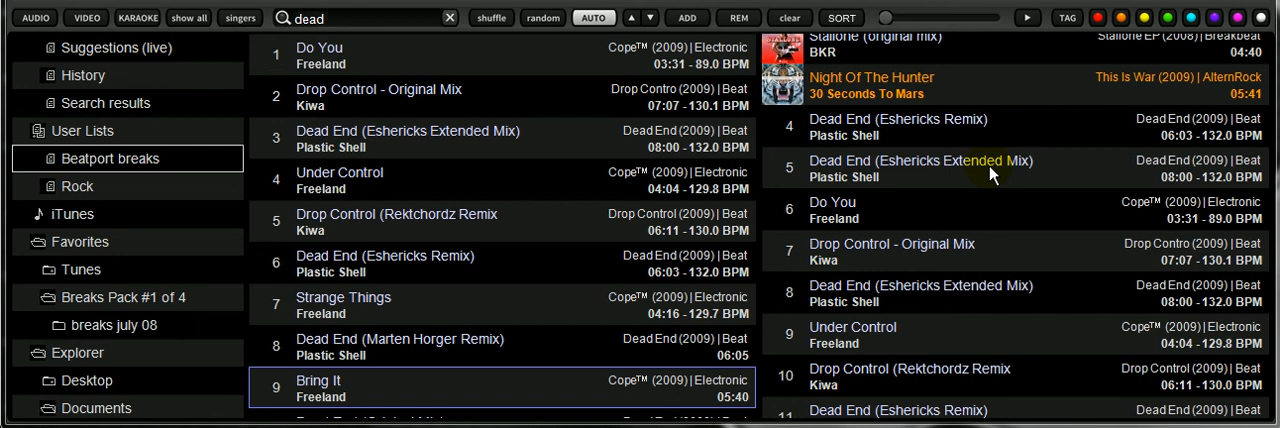 AUDIO VIDEO KARAOKE show all singers dead shuffle random AUTO ADD REM clear SORT TAG
Suggestions (live)
History
Search results
User Lists
Beatport breaks
Rock
iTunes
Favorites
Tunes
Breaks Pack #1 of 4
breaks july 08
Explorer
Desktop
Documents
1 Do You Cope™ (2009) | Electronic
Freeland 03:31 - 89.0 BPM
2 Drop Control - Original Mix Drop Contro (2009) | Beat
Kiwa 07:07 - 130.1 BPM
3 Dead End (Eshericks Extended Mix) Dead End (2009) | Beat
Plastic Shell 08:00 - 132.0 BPM
4 Under Control Cope™ (2009) | Electronic
Freeland 04:04 - 129.8 BPM
5 Drop Control (Rektchordz Remix Drop Control (2009) | Beat
Kiwa 06:11 - 130.0 BPM
6 Dead End (Eshericks Remix) Dead End (2009) | Beat
Plastic Shell 06:03 - 132.0 BPM
7 Strange Things Cope™ (2009) | Electronic
Freeland 04:16 - 129.7 BPM
8 Dead End (Marten Horger Remix) Dead End (2009) | Beat
Plastic Shell 06:05
9 Bring It Cope™ (2009) | Electronic
Freeland 05:40
Stallone (original mix) Stallone EP (2008) | Breakbeat
BKR 04:40
Night Of The Hunter This Is War (2009) | AlternRock
30 Seconds To Mars 05:41
4 Dead End (Eshericks Remix) Dead End (2009) | Beat
Plastic Shell 06:03 - 132.0 BPM
5 Dead End (Eshericks Extended Mix) Dead End (2009) | Beat
Plastic Shell 08:00 - 132.0 BPM
6 Do You Cope™ (2009) | Electronic
Freeland 03:31 - 89.0 BPM
7 Drop Control - Original Mix Drop Contro (2009) | Beat
Kiwa 07:07 - 130.1 BPM
8 Dead End (Eshericks Extended Mix) Dead End (2009) | Beat
Plastic Shell 08:00 - 132.0 BPM
9 Under Control Cope™ (2009) | Electronic
Freeland 04:04 - 129.8 BPM
10 Drop Control (Rektchordz Remix Drop Control (2009) | Beat
Kiwa 06:11 - 130.0 BPM
11 Dead End (Eshericks Remix) Dead End (2009) | Beat